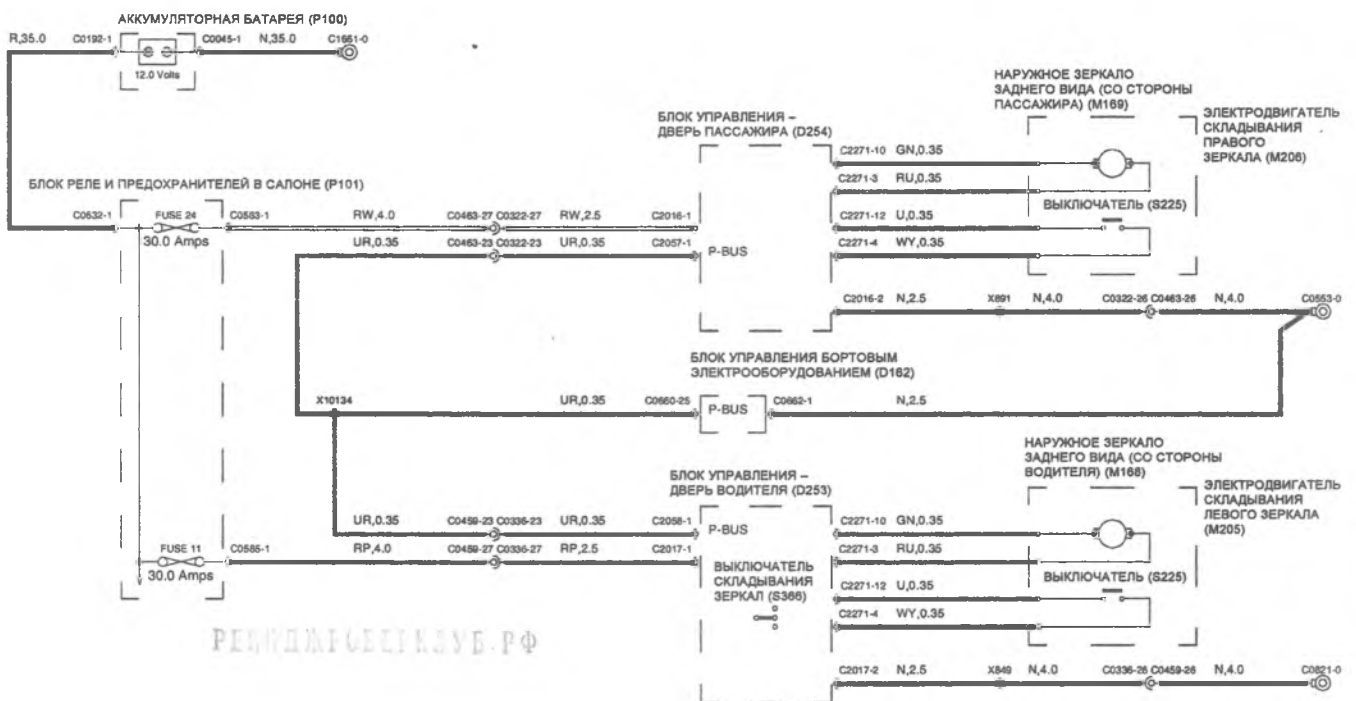 АККУМУЛЯТОРНАЯ БАТАРЕЯ (P100)
R,35.0 C0192-1 C0045-1 N,35.0 C1661-0
12.0 Volts
НАРУЖНОЕ ЗЕРКАЛО
ЗАДНЕГО ВИДА (СО СТОРОНЫ
ПАССАЖИРА) (M169)
ЭЛЕКТРОДВИГАТЕЛЬ
СКЛАДЫВАНИЯ
ПРАВОГО
ЗЕРКАЛА (M206)
БЛОК УПРАВЛЕНИЯ –
ДВЕРЬ ПАССАЖИРА (D254)
C2271-10 GN,0.35
C2271-3 RU,0.35
ВЫКЛЮЧАТЕЛЬ (S225)
C2271-12 U,0.35
C2271-4 WY,0.35
БЛОК РЕЛЕ И ПРЕДОХРАНИТЕЛЕЙ В САЛОНЕ (P101)
C0632-1 FUSE 24 C0583-1 RW,4.0 C0463-27 C0322-27 RW,2.5 C2016-1
30.0 Amps
UR,0.35 C0463-23 C0322-23 UR,0.35 C2057-1 P-BUS
C2016-2 N,2.5 X891 N,4.0 C0322-26 C0463-26 N,4.0 C0553-0
БЛОК УПРАВЛЕНИЯ БОРТОВЫМ
ЭЛЕКТРООБОРУДОВАНИЕМ (D162)
X10134 UR,0.35 C0660-25 P-BUS C0662-1 N,2.5
НАРУЖНОЕ ЗЕРКАЛО
ЗАДНЕГО ВИДА (СО СТОРОНЫ
ВОДИТЕЛЯ) (M168)
ЭЛЕКТРОДВИГАТЕЛЬ
СКЛАДЫВАНИЯ
ЛЕВОГО ЗЕРКАЛА
(M205)
БЛОК УПРАВЛЕНИЯ –
ДВЕРЬ ВОДИТЕЛЯ (D253)
UR,0.35 C0459-23 C0336-23 UR,0.35 C2058-1 P-BUS
C2271-10 GN,0.35
FUSE 11 C0585-1 RP,4.0 C0459-27 C0336-27 RP,2.5 C2017-1
30.0 Amps
C2271-3 RU,0.35
ВЫКЛЮЧАТЕЛЬ
СКЛАДЫВАНИЯ
ЗЕРКАЛ (S366)
ВЫКЛЮЧАТЕЛЬ (S225)
C2271-12 U,0.35
C2271-4 WY,0.35
C2017-2 N,2.5 X849 N,4.0 C0336-26 C0459-26 N,4.0 C0821-0